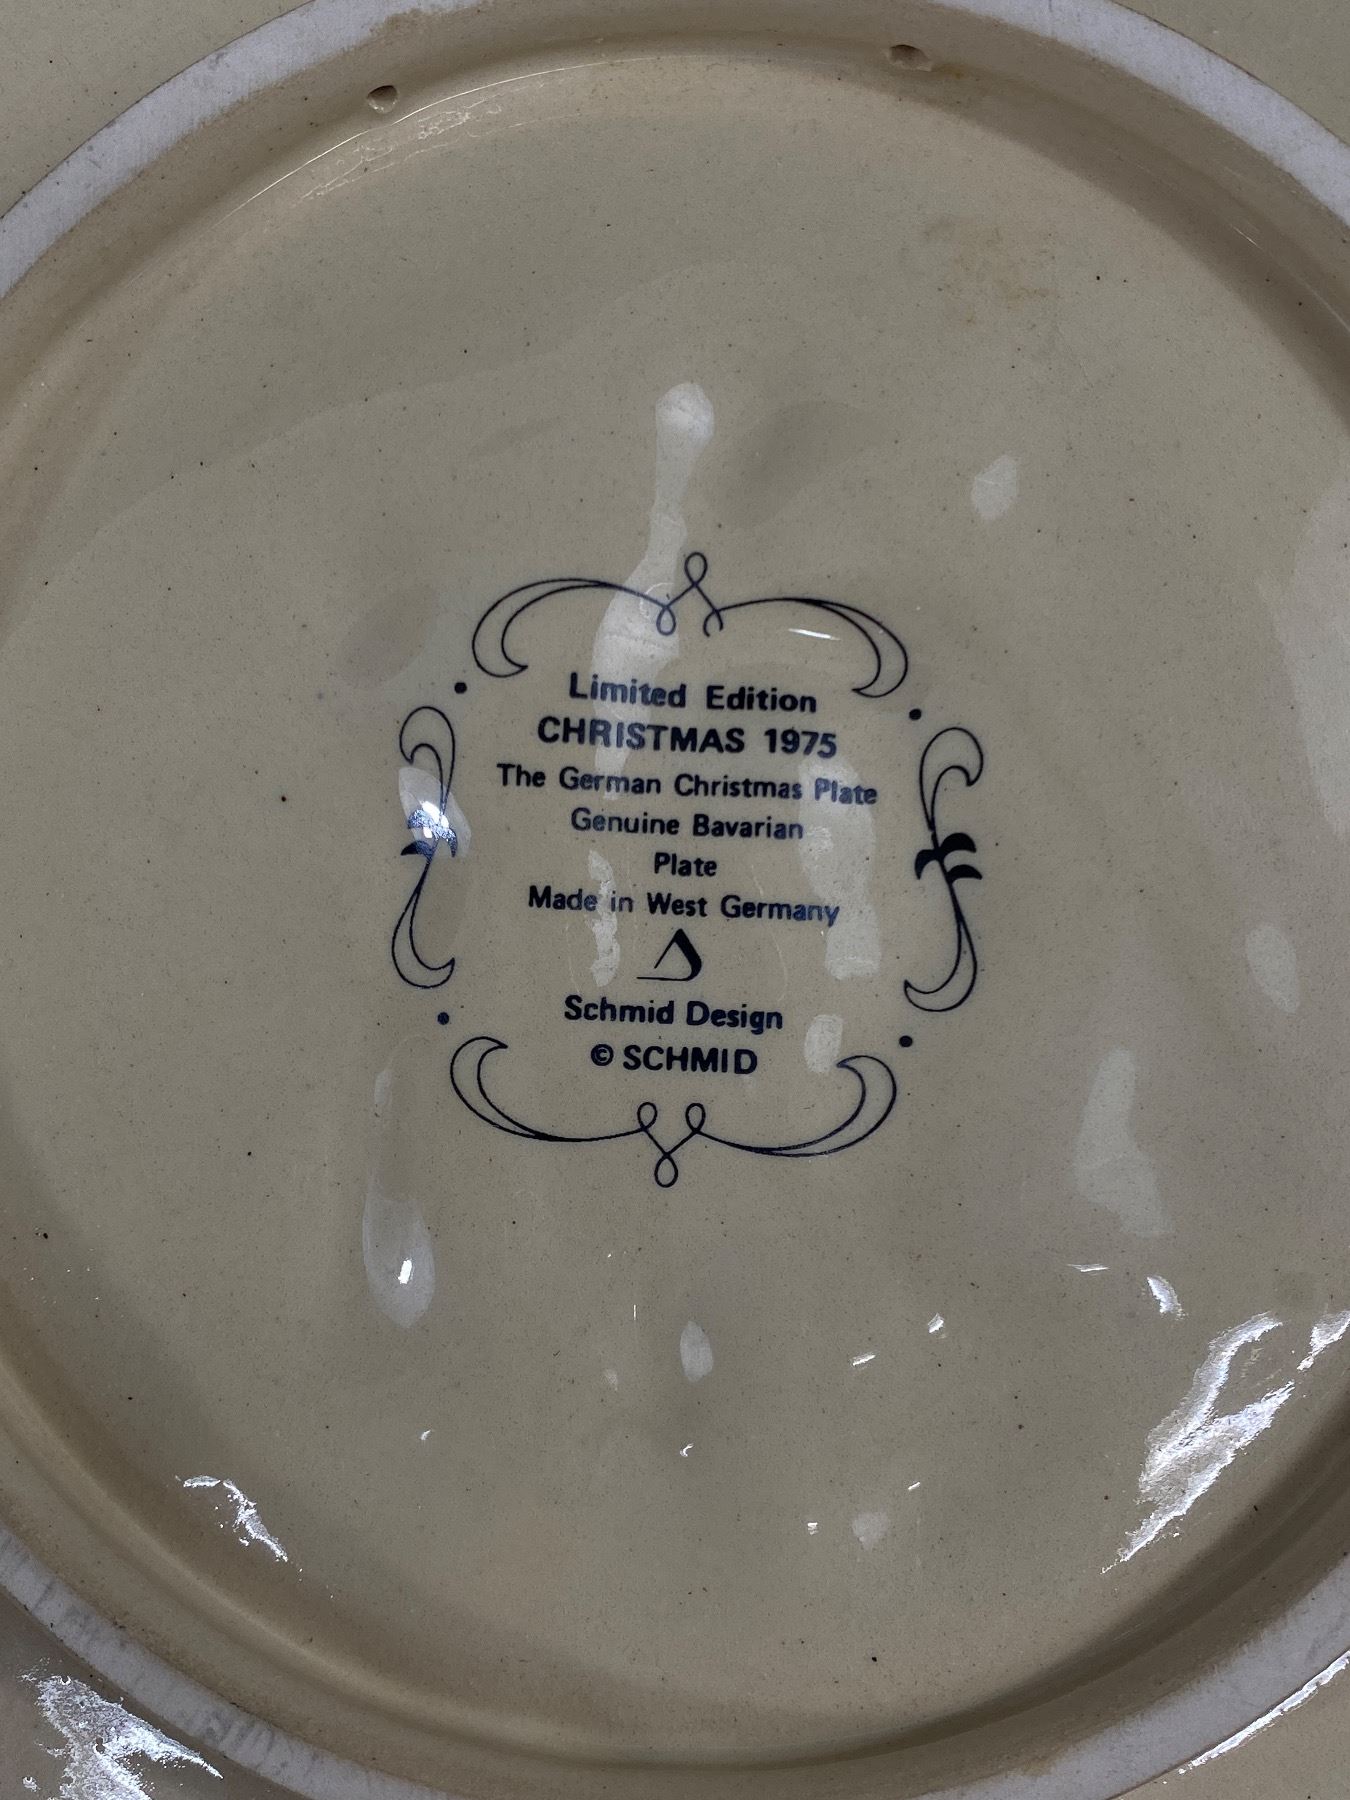 Limited Edition
CHRISTMAS 1975
The German Christmas Plate
Genuine Bavarian
Plate
Made in West Germany
Schmid Design
© SCHMID